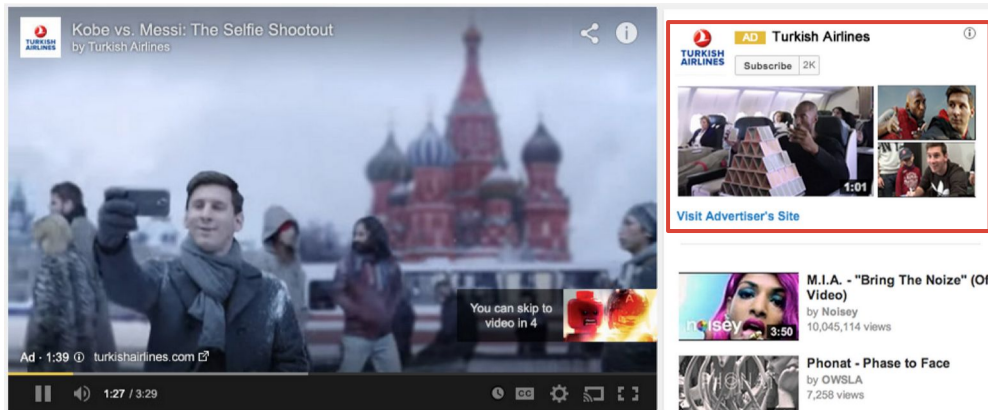 TURKISH
AIRLINES
Kobe vs. Messi: The Selfie Shootout
by Turkish Airlines
You can skip to
video in 4
Ad · 1:39
turkishairlines.com
1:27 / 3:29
CC
TURKISH
AIRLINES
AD Turkish Airlines
Subscribe 2K
1:01
Visit Advertiser's Site
noisey
3:50
M.I.A. - "Bring The Noize" (Of
Video)
by Noisey
10,045,114 views
PHONAT
Phonat - Phase to Face
by OWSLA
7,258 views